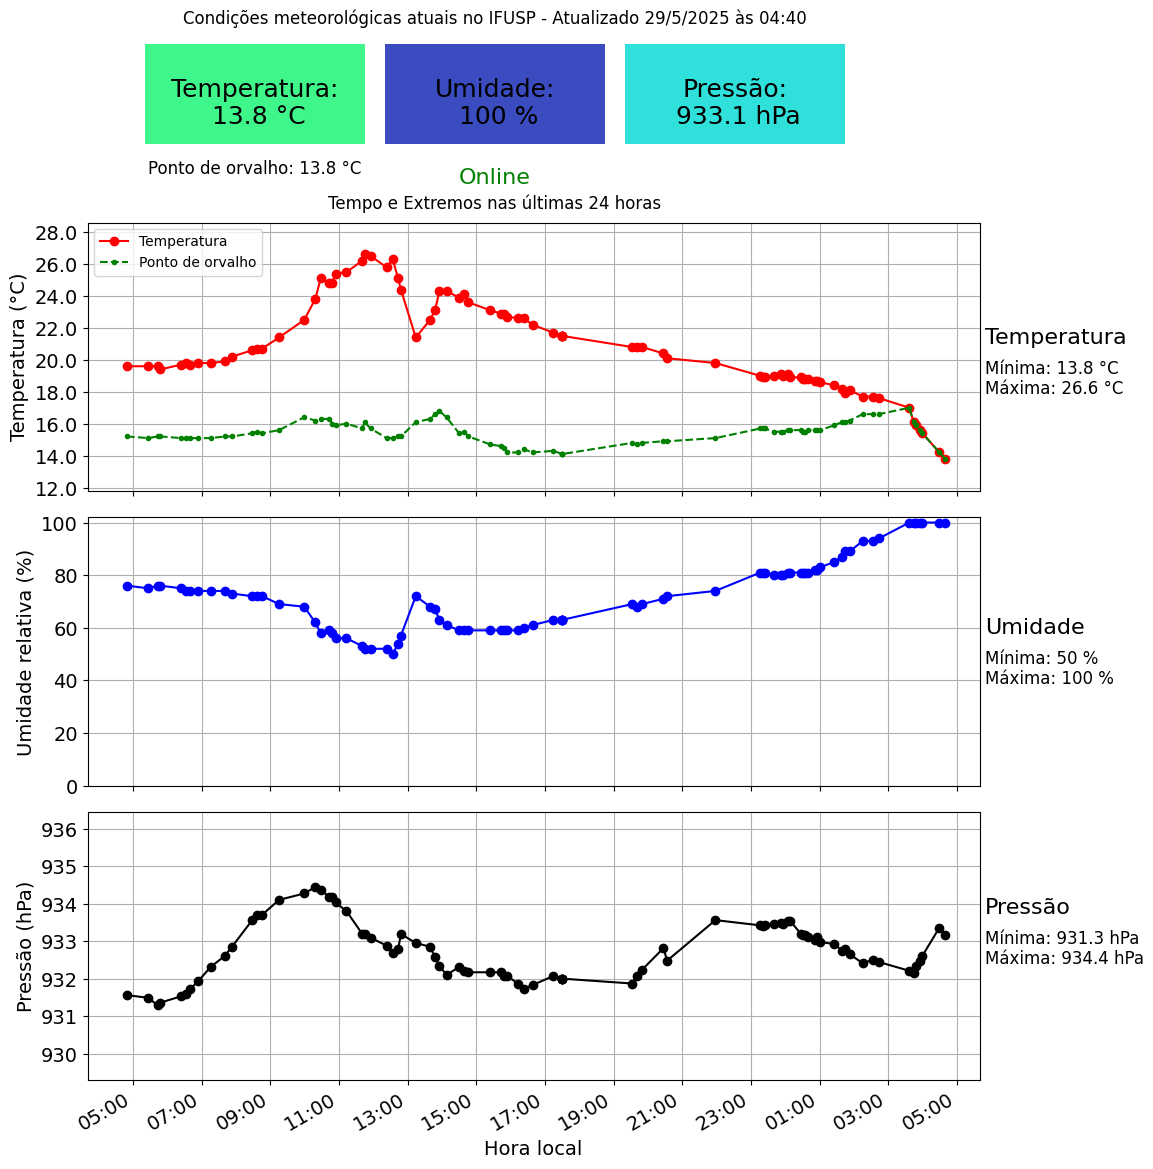 Condições meteorológicas atuais no IFUSP - Atualizado 29/5/2025 às 04:40
Temperatura:
13.8 °C
Umidade:
100 %
Pressão:
933.1 hPa
Ponto de orvalho: 13.8 °C
Online
Tempo e Extremos nas últimas 24 horas
Temperatura (°C)
28.0
26.0
24.0
22.0
20.0
18.0
16.0
14.0
12.0
Temperatura
Ponto de orvalho
Temperatura
Mínima: 13.8 °C
Máxima: 26.6 °C
Umidade relativa (%)
100
80
60
40
20
0
Umidade
Mínima: 50 %
Máxima: 100 %
Pressão (hPa)
936
935
934
933
932
931
930
Pressão
Mínima: 931.3 hPa
Máxima: 934.4 hPa
05:00 07:00 09:00 11:00 13:00 15:00 17:00 19:00 21:00 23:00 01:00 03:00 05:00
Hora local